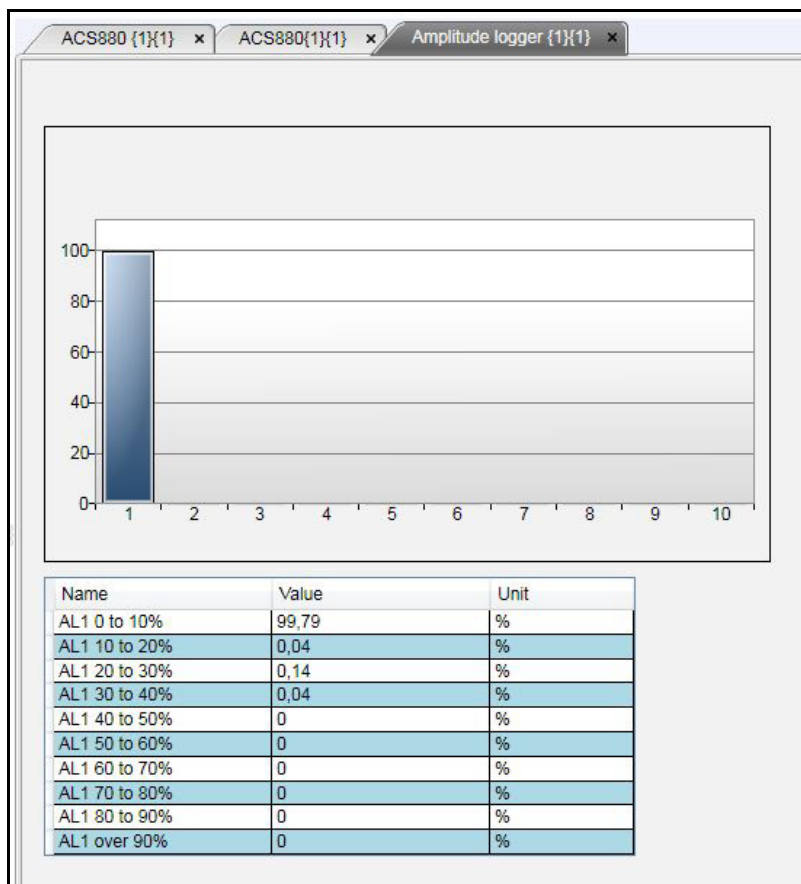 ACS880 {1}{1} × ACS880{1}{1} × Amplitude logger {1}{1} ×
100
80
60
40
20
0
1 2 3 4 5 6 7 8 9 10
Name Value Unit
AL1 0 to 10% 99,79 %
AL1 10 to 20% 0,04 %
AL1 20 to 30% 0,14 %
AL1 30 to 40% 0,04 %
AL1 40 to 50% 0 %
AL1 50 to 60% 0 %
AL1 60 to 70% 0 %
AL1 70 to 80% 0 %
AL1 80 to 90% 0 %
AL1 over 90% 0 %